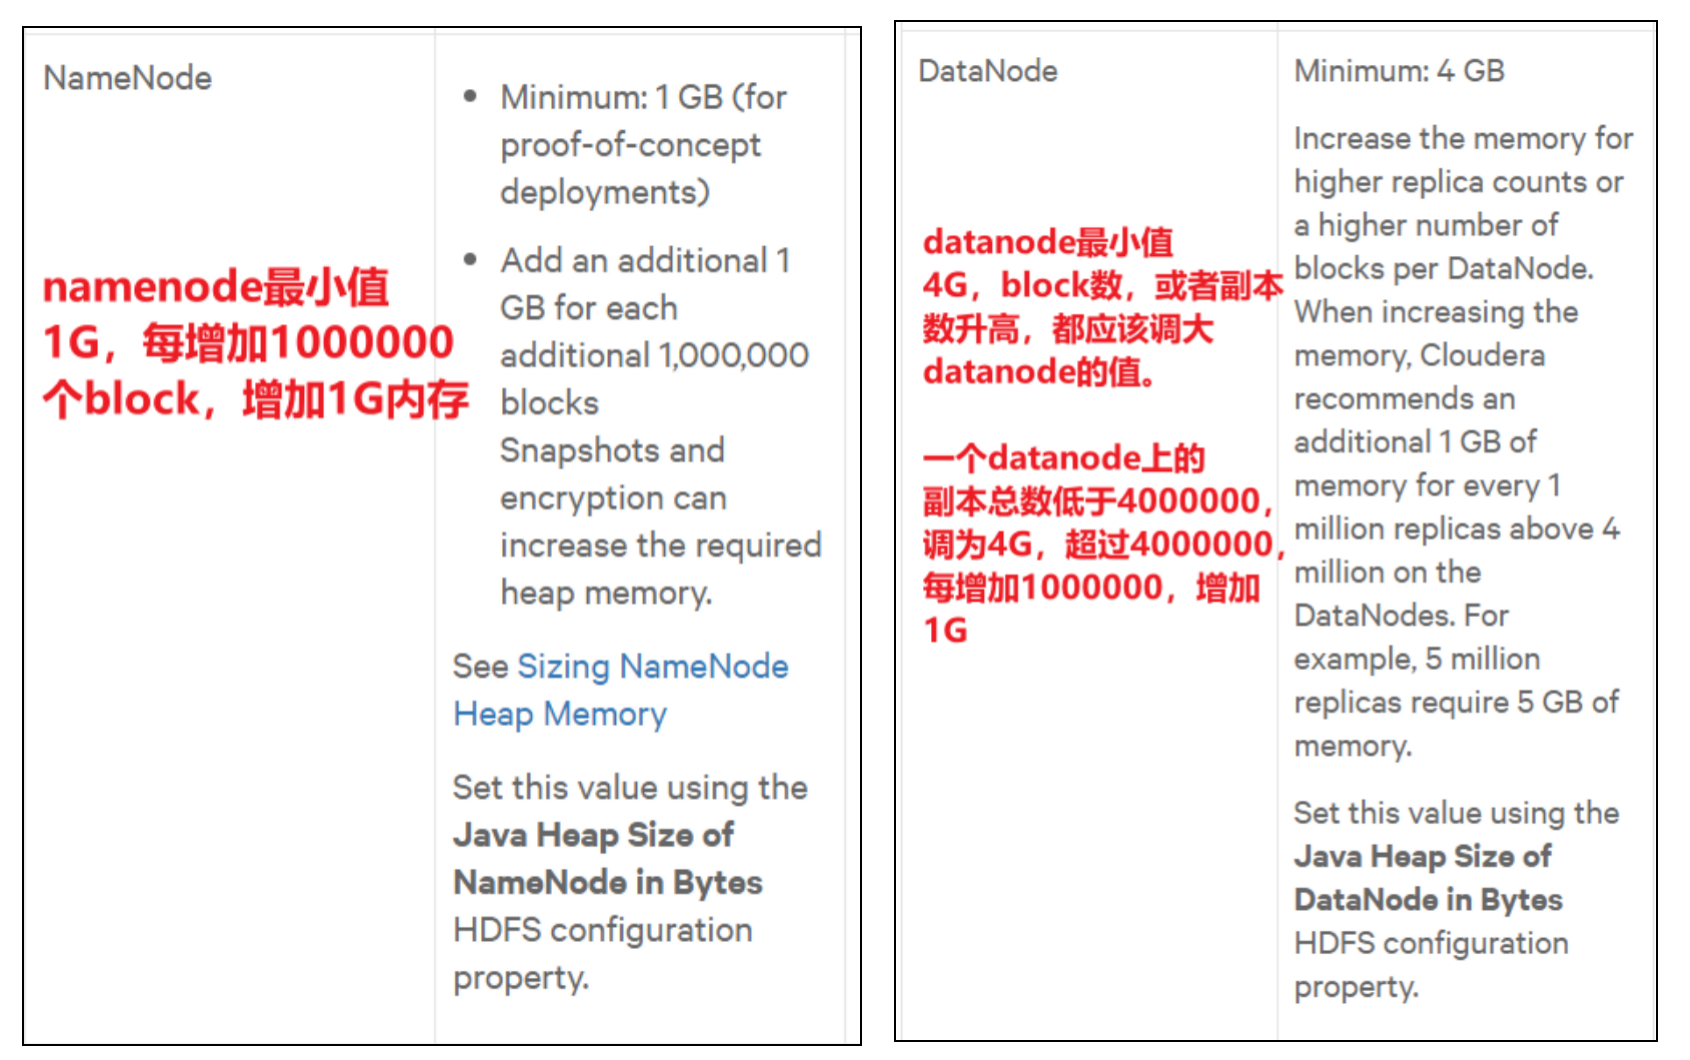 NameNode
namenode最小值
1G，每增加1000000
个block，增加1G内存
Minimum: 1 GB (for
proof-of-concept
deployments)
Add an additional 1
GB for each
additional 1,000,000
blocks
Snapshots and
encryption can
increase the required
heap memory.
See Sizing NameNode
Heap Memory
Set this value using the
Java Heap Size of
NameNode in Bytes
HDFS configuration
property.
DataNode
datanode最小值
4G，block数，或者副本
数升高，都应该调大
datanode的值。
一个datanode上的
副本总数低于4000000，
调为4G，超过4000000，
每增加1000000，增加
1G
Minimum: 4 GB
Increase the memory for
higher replica counts or
a higher number of
blocks per DataNode.
When increasing the
memory, Cloudera
recommends an
additional 1 GB of
memory for every 1
million replicas above 4
million on the
DataNodes. For
example, 5 million
replicas require 5 GB of
memory.
Set this value using the
Java Heap Size of
DataNode in Bytes
HDFS configuration
property.